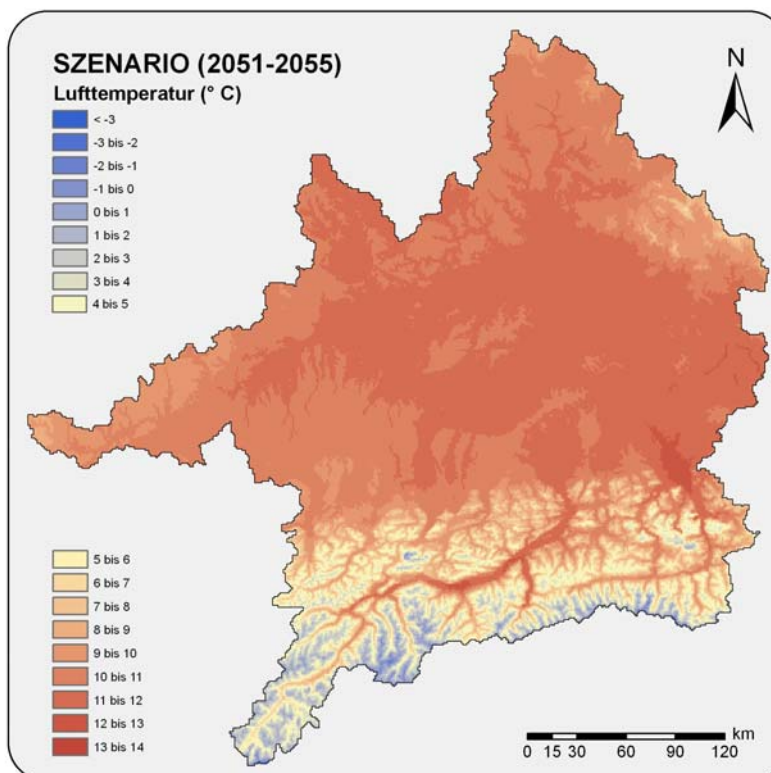 SZENARIO (2051-2055)
Lufttemperatur (° C)
< -3
-3 bis -2
-2 bis -1
-1 bis 0
0 bis 1
1 bis 2
2 bis 3
3 bis 4
4 bis 5
N
5 bis 6
6 bis 7
7 bis 8
8 bis 9
9 bis 10
10 bis 11
11 bis 12
12 bis 13
13 bis 14
km
0 15 30 60 90 120